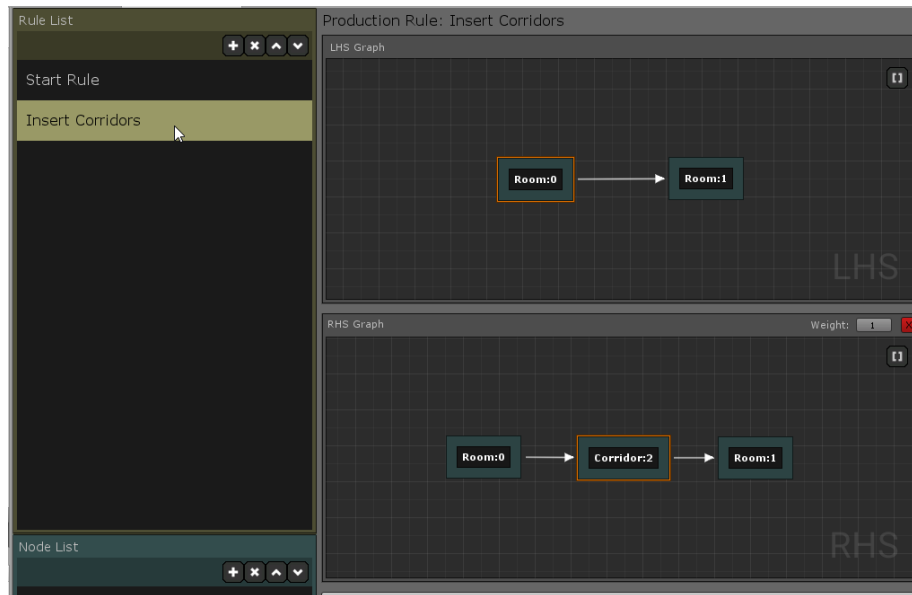 Rule List
Start Rule
Insert Corridors
Node List
Production Rule: Insert Corridors
LHS Graph
Room:0
Room:1
LHS
RHS Graph
Weight: 1 X
Room:0
Corridor:2
Room:1
RHS